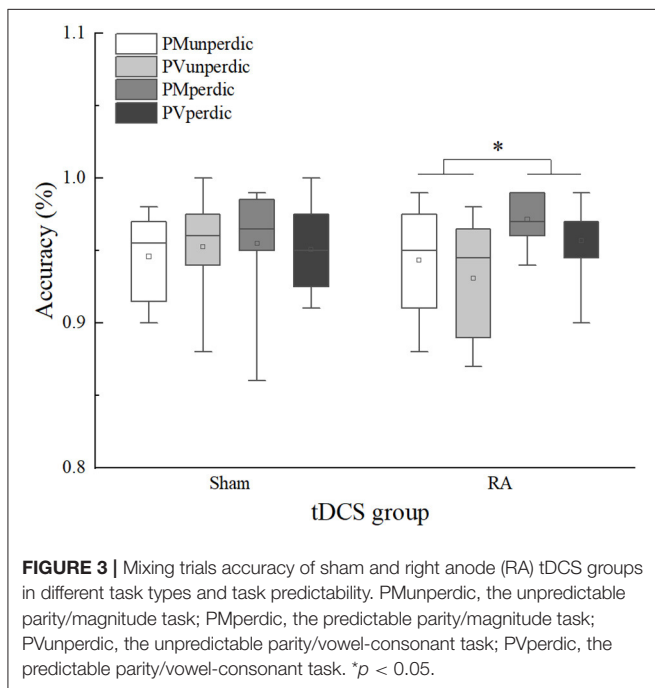 1.1
1.0
0.9
0.8
Accuracy (%)
PMunperdic
PVunperdic
PMperdic
PVperdic
*
Sham
RA
tDCS group
FIGURE 3 | Mixing trials accuracy of sham and right anode (RA) tDCS groups
in different task types and task predictability. PMunperdic, the unpredictable
parity/magnitude task; PMperdic, the predictable parity/magnitude task;
PVunperdic, the unpredictable parity/vowel-consonant task; PVperdic, the
predictable parity/vowel-consonant task. *p < 0.05.